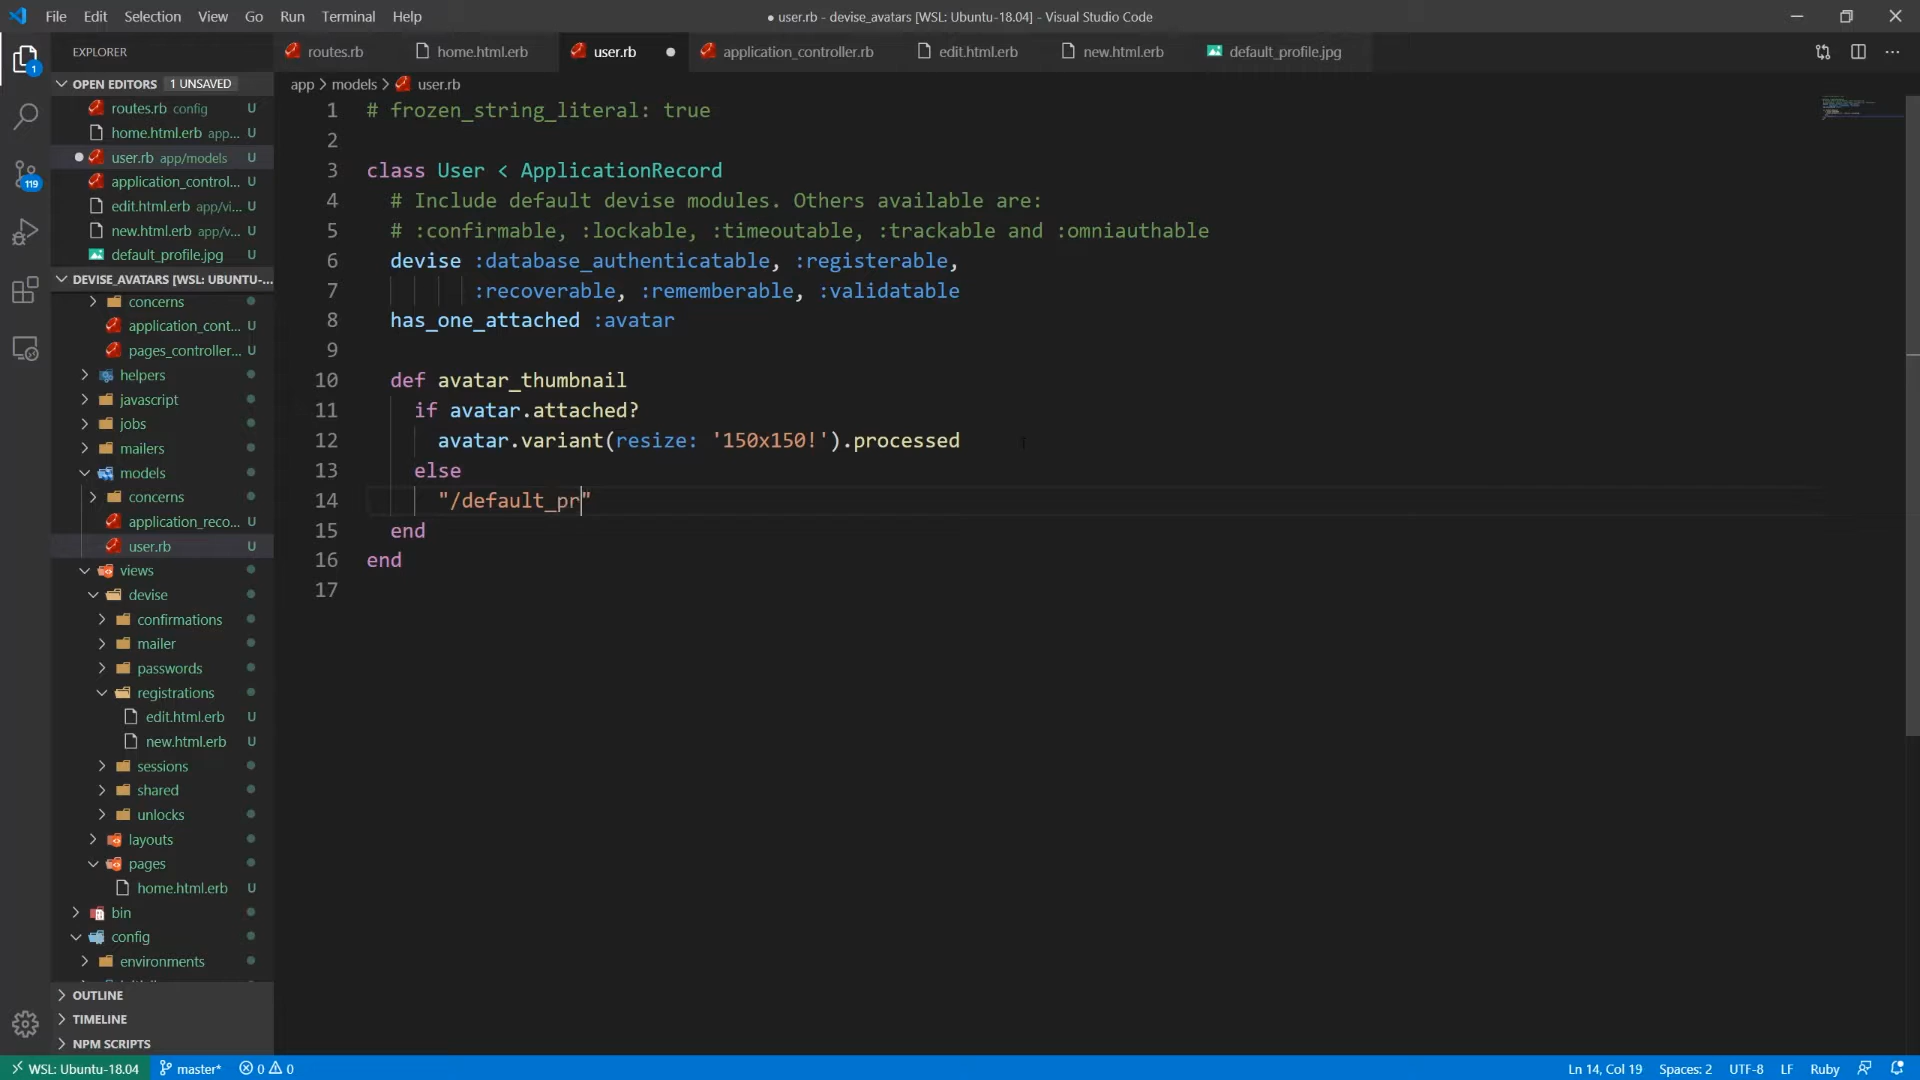 File Edit Selection View Go Run Terminal Help
● user.rb - devise_avatars [WSL: Ubuntu-18.04] - Visual Studio Code
EXPLORER
routes.rb
home.html.erb
user.rb
application_controller.rb
edit.html.erb
new.html.erb
default_profile.jpg
OPEN EDITORS 1 UNSAVED
routes.rb config U
home.html.erb app... U
user.rb app/models U
application_control... U
edit.html.erb app/vi... U
new.html.erb app/v... U
default_profile.jpg U
DEVISE_AVATARS [WSL: UBUNTU-...
concerns
application_cont... U
pages_controller... U
helpers
javascript
jobs
mailers
models
concerns
application_reco... U
user.rb U
views
devise
confirmations
mailer
passwords
registrations
edit.html.erb U
new.html.erb U
sessions
shared
unlocks
layouts
pages
home.html.erb U
bin
config
environments
OUTLINE
TIMELINE
NPM SCRIPTS
1
119
app > models > user.rb
1 # frozen_string_literal: true
2
3 class User < ApplicationRecord
4 # Include default devise modules. Others available are:
5 # :confirmable, :lockable, :timeoutable, :trackable and :omniauthable
6 devise :database_authenticatable, :registerable,
7 :recoverable, :rememberable, :validatable
8 has_one_attached :avatar
9
10 def avatar_thumbnail
11 if avatar.attached?
12 avatar.variant(resize: '150x150!').processed
13 else
14 "/default_pr"
15 end
16 end
17
WSL: Ubuntu-18.04 master* 0 0
Ln 14, Col 19 Spaces: 2 UTF-8 LF Ruby